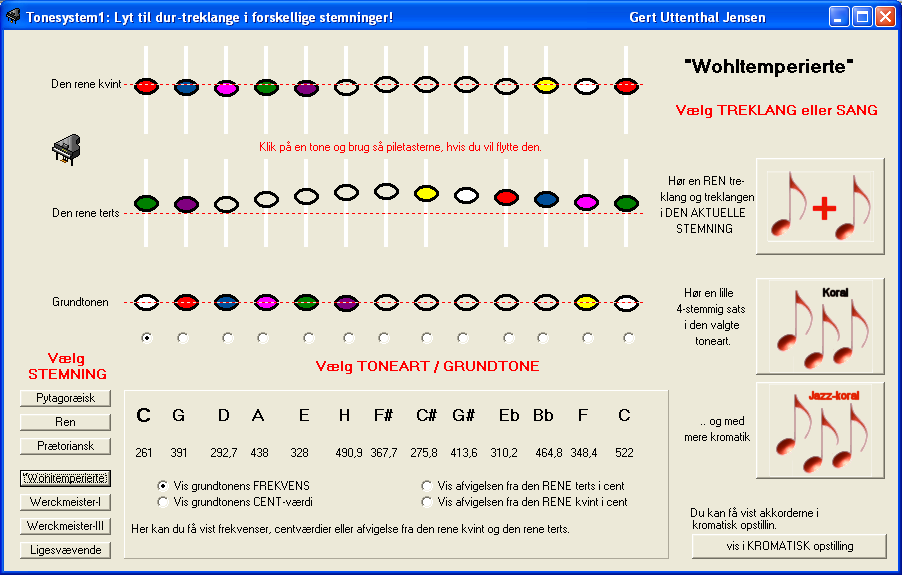 Tonesystem1: Lyt til dur-treklange i forskellige stemninger!
Gert Uttenthal Jensen
"Wohltemperierte"
Vælg TREKLANG eller SANG
Den rene kvint
Klik på en tone og brug så piletasterne, hvis du vil flytte den.
Den rene terts
Hør en REN tre-
klang og treklangen
i DEN AKTUELLE
STEMNING
Grundtonen
Hør en lille
4-stemmig sats
i den valgte
toneart.
Koral
Vælg TONEART / GRUNDTONE
Vælg
STEMNING
Pytagoræisk
Ren
Prætoriansk
"Wohltemperierte"
Werckmeister-I
Werckmeister-III
Ligesvævende
C G D A E H F# C# G# Eb Bb F C
261 391 292,7 438 328 490,9 367,7 275,8 413,6 310,2 464,8 348,4 522
Vis grundtonens FREKVENS
Vis afvigelsen fra den RENE terts i cent
Vis grundtonens CENT-værdi
Vis afvigelsen fra den RENE kvint i cent
Her kan du få vist frekvenser, centværdier eller afvigelse fra den rene kvint og den rene terts.
.. og med
mere kromatik
Jazz-koral
Du kan få vist akkorderne i
kromatisk opstillin.
vis i KROMATISK opstilling